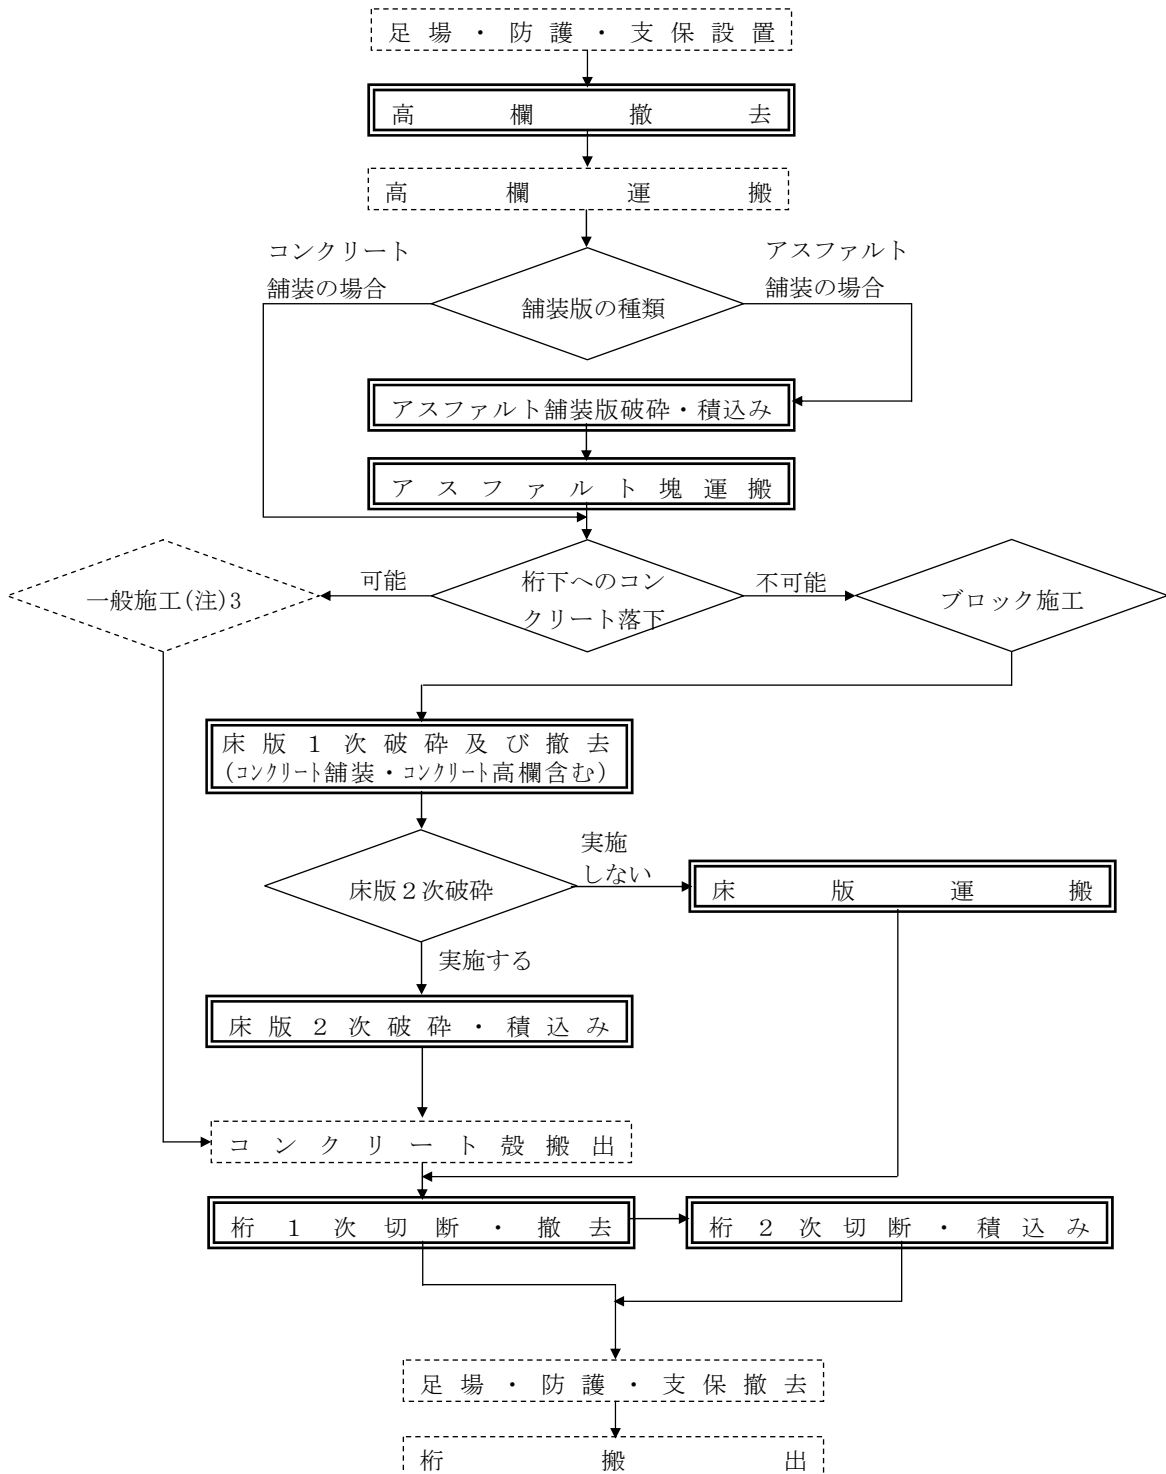 足場・防護・支保設置
高欄撤去
高欄運搬
コンクリート
舗装の場合
アスファルト
舗装の場合
舗装版の種類
アスファルト舗装版破砕・積込み
アスファルト塊運搬
一般施工(注)3
可能
桁下へのコン
クリート落下
不可能
ブロック施工
床版1次破砕及び撤去
(コンクリート舗装・コンクリート高欄含む)
床版2次破砕
実施
しない
床版運搬
実施する
床版2次破砕・積込み
コンクリート殻搬出
桁1次切断・撤去
桁2次切断・積込み
足場・防護・支保撤去
桁搬出